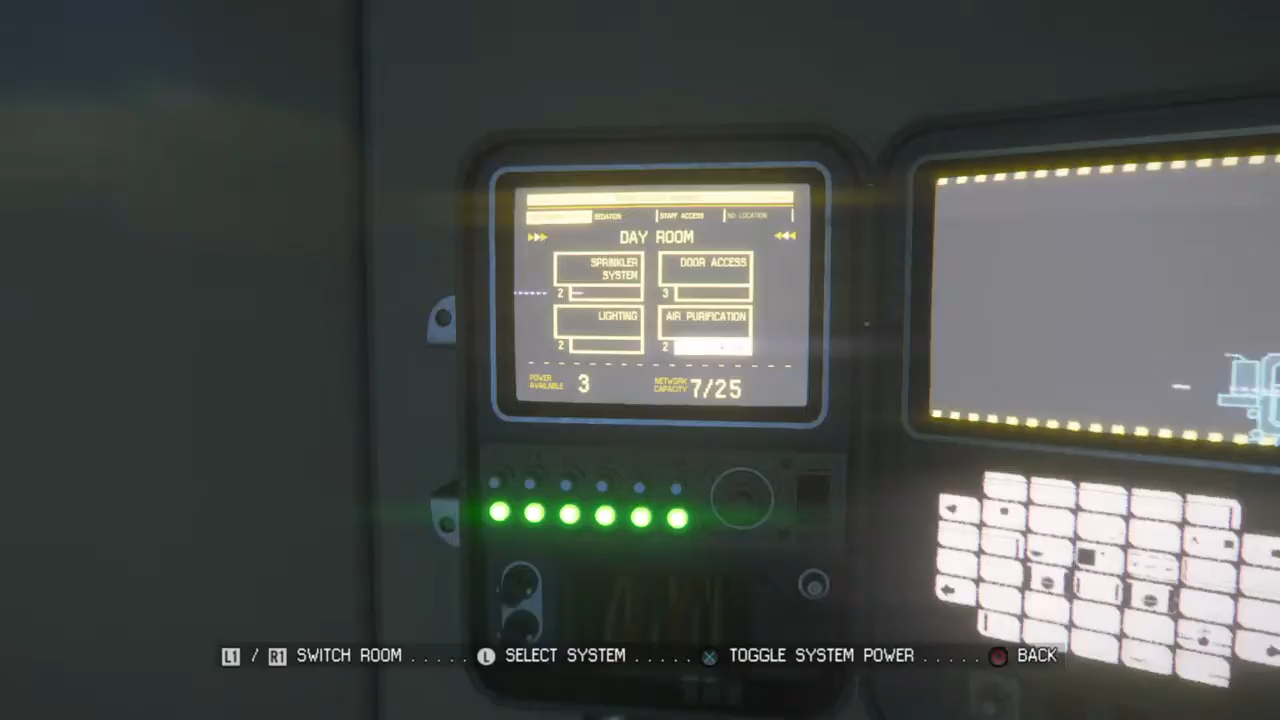 SEDATION STAFF ACCESS NO LOCATION
DAY ROOM
SPRINKLER
SYSTEM
DOOR ACCESS
2
3
LIGHTING
AIR PURIFICATION
2
2
POWER
AVAILABLE
3
NETWORK
CAPACITY
7/25
L1 / R1 SWITCH ROOM ..... L SELECT SYSTEM ..... TOGGLE SYSTEM POWER ..... BACK